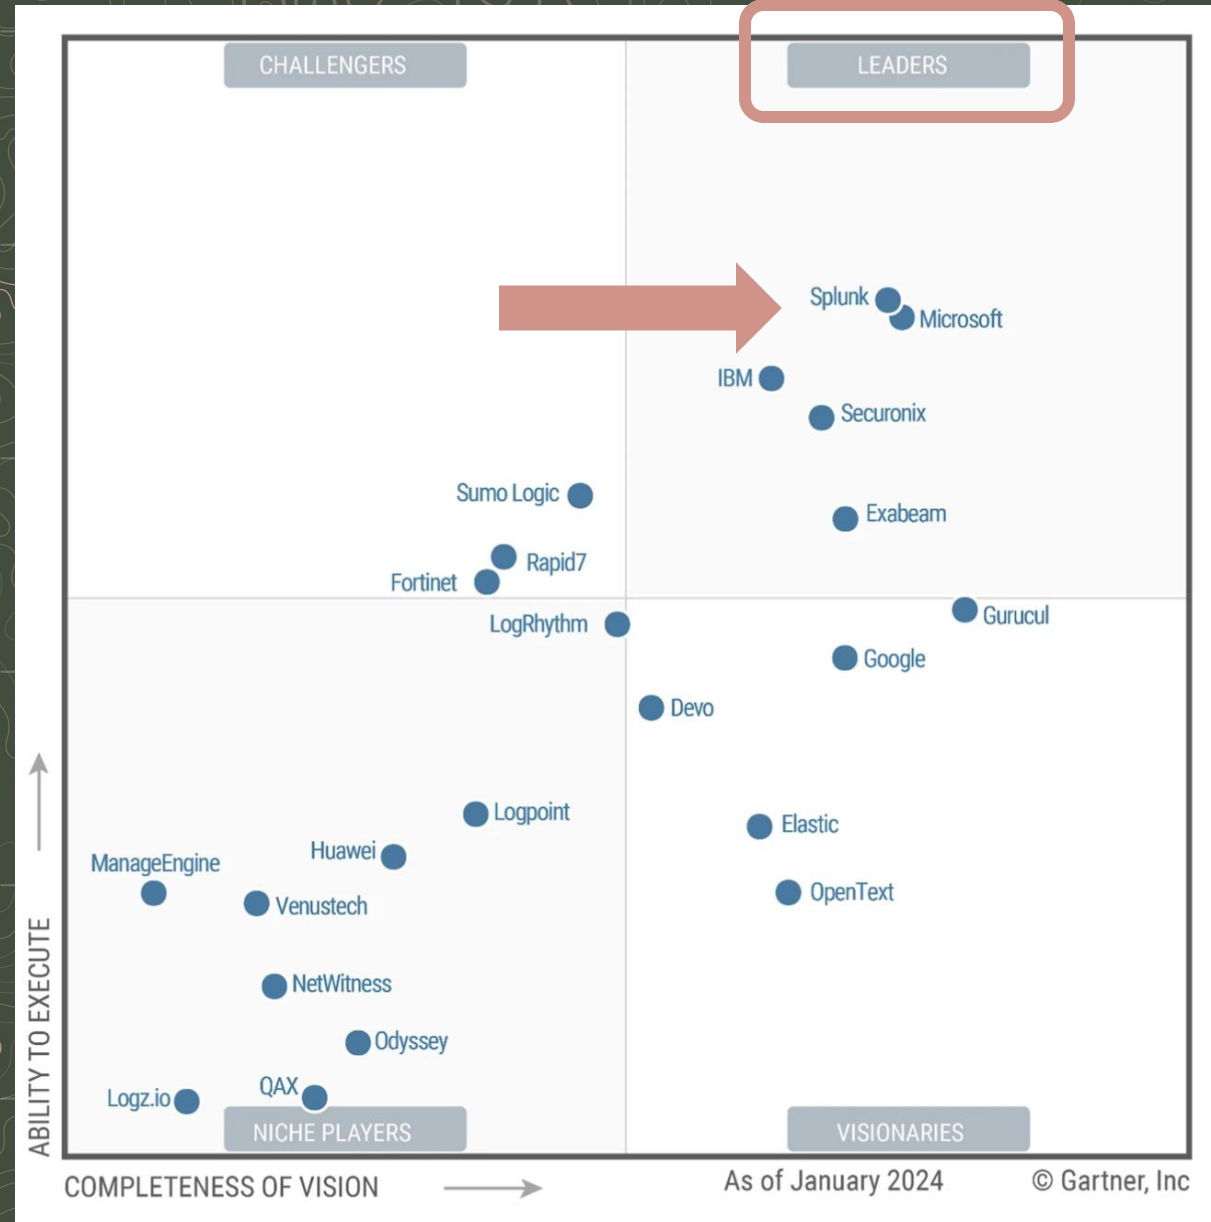 CHALLENGERS
LEADERS
Splunk
Microsoft
IBM
Securonix
Sumo Logic
Exabeam
Rapid7
Fortinet
LogRhythm
Gurucul
Google
Devo
Logpoint
Elastic
Huawei
ManageEngine
OpenText
Venustech
NetWitness
Odyssey
QAX
Logz.io
NICHE PLAYERS
VISIONARIES
ABILITY TO EXECUTE
COMPLETENESS OF VISION
As of January 2024
© Gartner, Inc